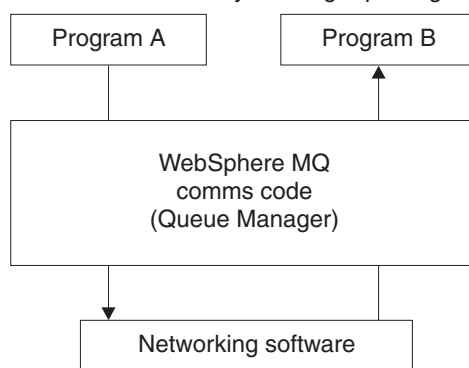 Program A Program B
WebSphere MQ
comms code
(Queue Manager)
Networking software